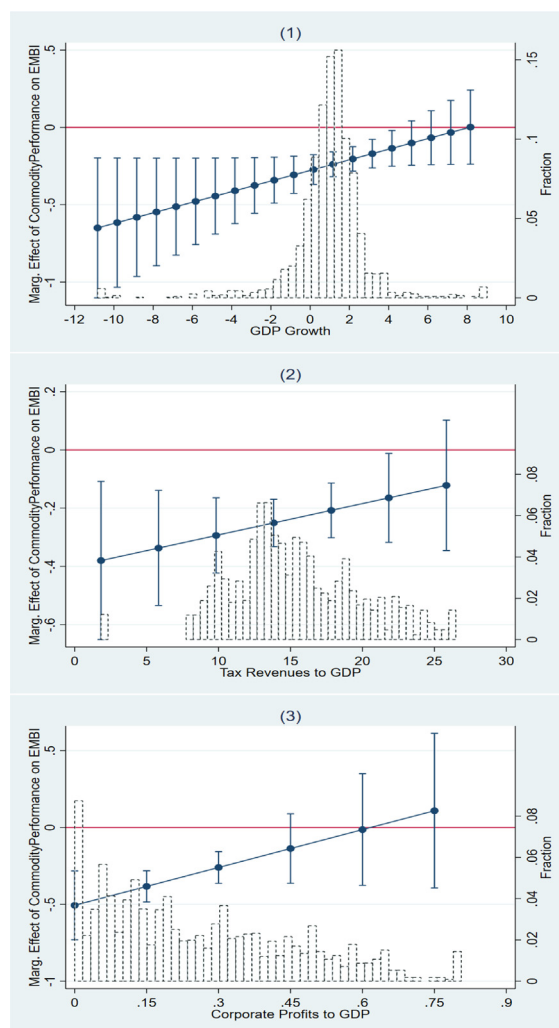 (1)
Marg. Effect of CommodityPerformance on EMBI
.5
0
-.5
-1
.15
.1
.05
0
Fraction
-12 -10 -8 -6 -4 -2 0 2 4 6 8 10
GDP Growth
(2)
Marg. Effect of CommodityPerformance on EMBI
.2
0
-.2
-.4
-.6
.08
.06
.04
.02
0
Fraction
0 5 10 15 20 25 30
Tax Revenues to GDP
(3)
Marg. Effect of CommodityPerformance on EMBI
.5
0
-.5
-1
.08
.06
.04
.02
0
Fraction
0 .15 .3 .45 .6 .75 .9
Corporate Profits to GDP